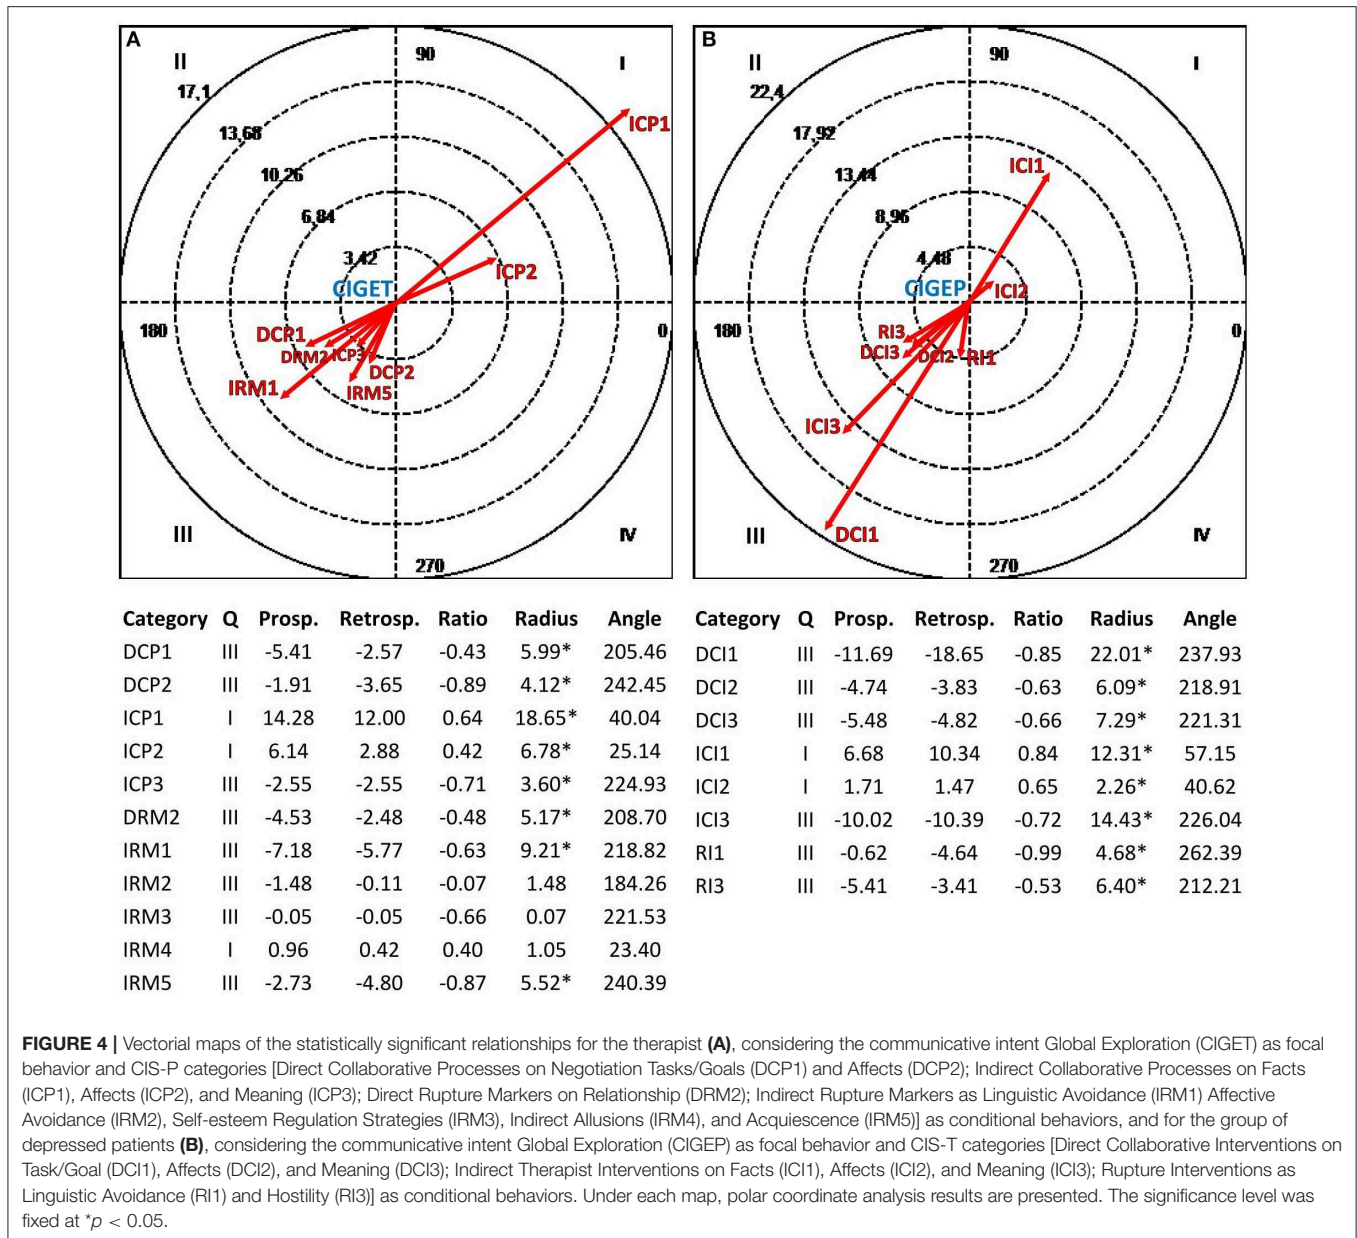 A
II
I
90
17,1
13,68
10,26
6,84
3,42
ICP1
ICP2
CIGET
180
0
DCP1
DRM2
ICP3
DCP2
IRM1
IRM5
III
IV
270
B
II
I
90
22,4
17,92
13,44
8,96
4,48
ICI1
ICI2
CIGEP
180
0
RI3
DCI3
DCI2
RI1
ICI3
DCI1
III
IV
270
Category Q Prosp. Retrosp. Ratio Radius Angle
DCP1 III -5.41 -2.57 -0.43 5.99* 205.46
DCP2 III -1.91 -3.65 -0.89 4.12* 242.45
ICP1 I 14.28 12.00 0.64 18.65* 40.04
ICP2 I 6.14 2.88 0.42 6.78* 25.14
ICP3 III -2.55 -2.55 -0.71 3.60* 224.93
DRM2 III -4.53 -2.48 -0.48 5.17* 208.70
IRM1 III -7.18 -5.77 -0.63 9.21* 218.82
IRM2 III -1.48 -0.11 -0.07 1.48 184.26
IRM3 III -0.05 -0.05 -0.66 0.07 221.53
IRM4 I 0.96 0.42 0.40 1.05 23.40
IRM5 III -2.73 -4.80 -0.87 5.52* 240.39
Category Q Prosp. Retrosp. Ratio Radius Angle
DCI1 III -11.69 -18.65 -0.85 22.01* 237.93
DCI2 III -4.74 -3.83 -0.63 6.09* 218.91
DCI3 III -5.48 -4.82 -0.66 7.29* 221.31
ICI1 I 6.68 10.34 0.84 12.31* 57.15
ICI2 I 1.71 1.47 0.65 2.26* 40.62
ICI3 III -10.02 -10.39 -0.72 14.43* 226.04
RI1 III -0.62 -4.64 -0.99 4.68* 262.39
RI3 III -5.41 -3.41 -0.53 6.40* 212.21
FIGURE 4 | Vectorial maps of the statistically significant relationships for the therapist (A), considering the communicative intent Global Exploration (CIGET) as focal
behavior and CIS-P categories [Direct Collaborative Processes on Negotiation Tasks/Goals (DCP1) and Affects (DCP2); Indirect Collaborative Processes on Facts
(ICP1), Affects (ICP2), and Meaning (ICP3); Direct Rupture Markers on Relationship (DRM2); Indirect Rupture Markers as Linguistic Avoidance (IRM1) Affective
Avoidance (IRM2), Self-esteem Regulation Strategies (IRM3), Indirect Allusions (IRM4), and Acquiescence (IRM5)] as conditional behaviors, and for the group of
depressed patients (B), considering the communicative intent Global Exploration (CIGEP) as focal behavior and CIS-T categories [Direct Collaborative Interventions on
Task/Goal (DCI1), Affects (DCI2), and Meaning (DCI3); Indirect Therapist Interventions on Facts (ICI1), Affects (ICI2), and Meaning (ICI3); Rupture Interventions as
Linguistic Avoidance (RI1) and Hostility (RI3)] as conditional behaviors. Under each map, polar coordinate analysis results are presented. The significance level was
fixed at *p < 0.05.